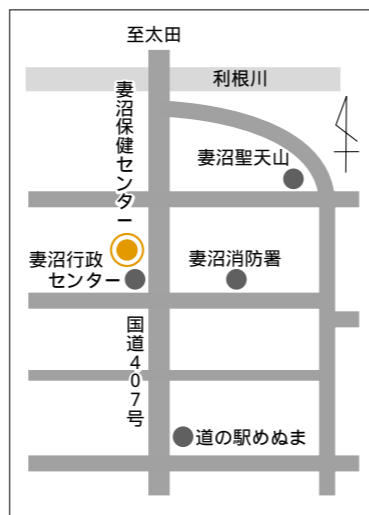 至太田
利根川
妻沼保健センター
妻沼聖天山
妻沼行政
センター
妻沼消防署
国道407号
道の駅めぬま